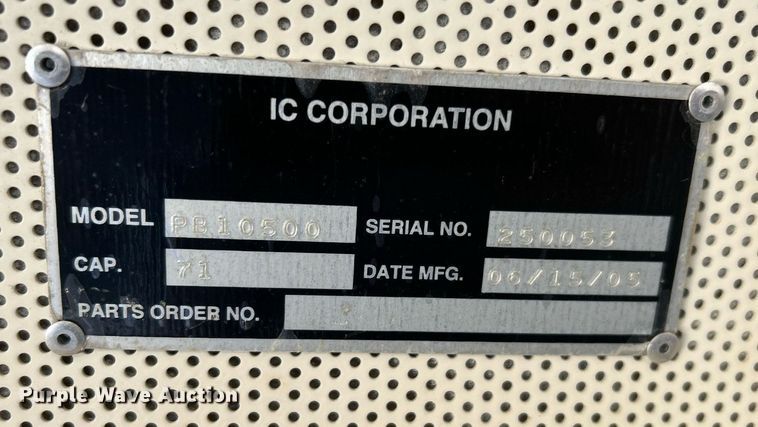 IC CORPORATION
MODEL PB10500 SERIAL NO. 250053
CAP. 71 DATE MFG. 06/15/05
PARTS ORDER NO.
Purple Wave Auction